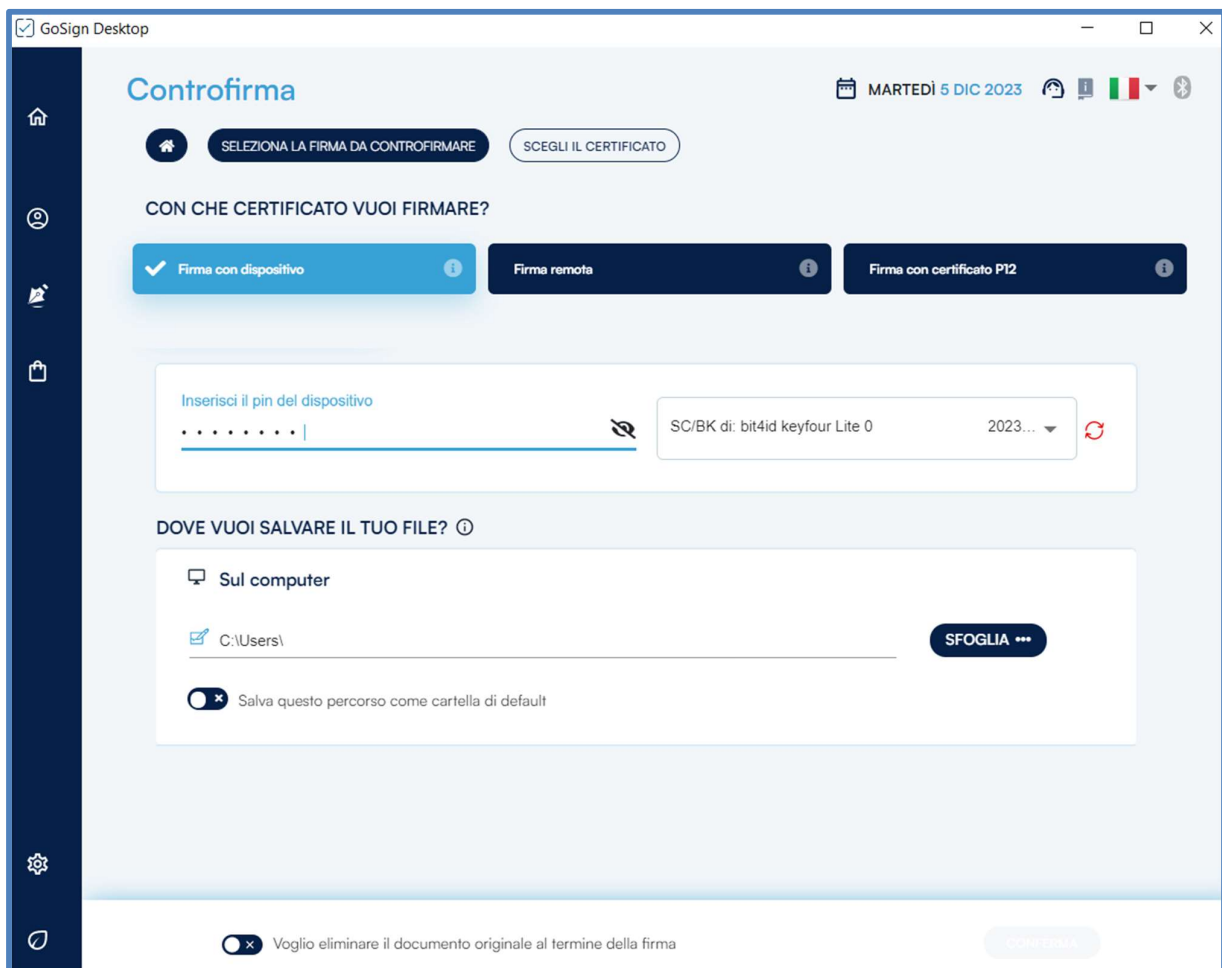 GoSign Desktop
Controfirma
MARTEDÌ 5 DIC 2023
SELEZIONA LA FIRMA DA CONTROFIRMARE
SCEGLI IL CERTIFICATO
CON CHE CERTIFICATO VUOI FIRMARE?
Firma con dispositivo
Firma remota
Firma con certificato P12
Inserisci il pin del dispositivo
SC/BK di: bit4id keyfour Lite 0 2023...
DOVE VUOI SALVARE IL TUO FILE?
Sul computer
C:\Users\
SFOGLIA •••
Salva questo percorso come cartella di default
Voglio eliminare il documento originale al termine della firma
CONFERMA